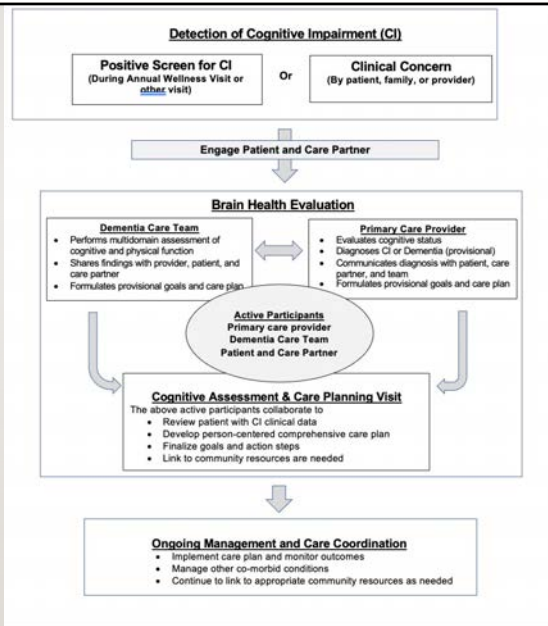 Detection of Cognitive Impairment (CI)
Positive Screen for CI
(During Annual Wellness Visit or
other visit)
Or
Clinical Concern
(By patient, family, or provider)
Engage Patient and Care Partner
Brain Health Evaluation
Dementia Care Team
• Performs multidomain assessment of
cognitive and physical function
• Shares findings with provider, patient, and
care partner
• Formulates provisional goals and care plan
Primary Care Provider
• Evaluates cognitive status
• Diagnoses CI or Dementia (provisional)
• Communicates diagnosis with patient, care
partner, and team
• Formulates provisional goals and care plan
Active Participants
Primary care provider
Dementia Care Team
Patient and Care Partner
Cognitive Assessment & Care Planning Visit
The above active participants collaborate to
• Review patient with CI clinical data
• Develop person-centered comprehensive care plan
• Finalize goals and action steps
• Link to community resources are needed
Ongoing Management and Care Coordination
• Implement care plan and monitor outcomes
• Manage other co-morbid conditions
• Continue to link to appropriate community resources as needed